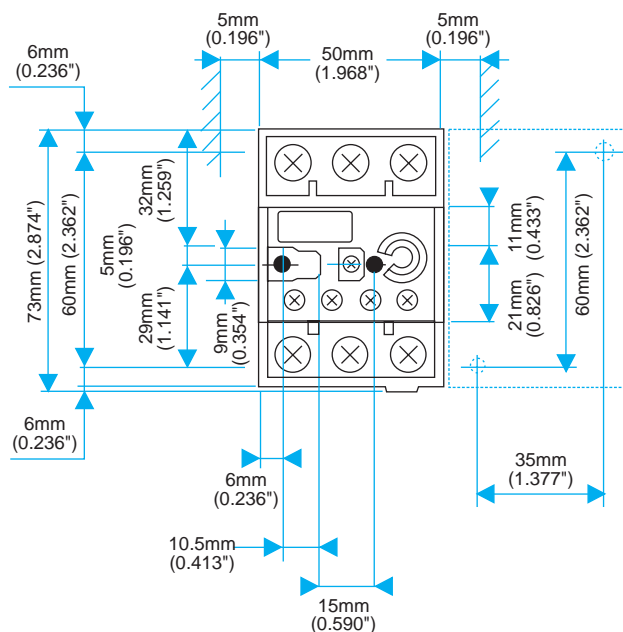 5mm
(0.196")
50mm
(1.968")
5mm
(0.196")
6mm
(0.236")
73mm (2.874")
60mm (2.362")
5mm
(0.196")
32mm
(1.259")
29mm
(1.141")
9mm
(0.354")
11mm
(0.433")
21mm
(0.826")
60mm (2.362")
6mm
(0.236")
6mm
(0.236")
35mm
(1.377")
10.5mm
(0.413")
15mm
(0.590")